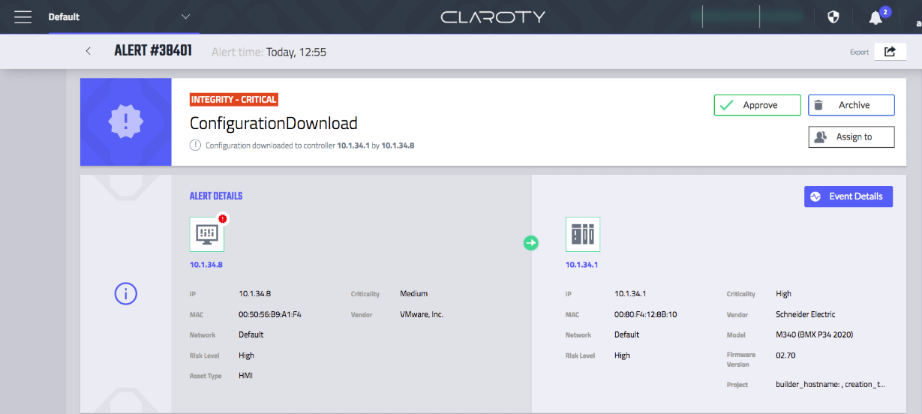 Default
CLAROTY
2
a
ALERT #38401
Alert time: Today, 12:55
Export
INTEGRITY - CRITICAL
ConfigurationDownload
Configuration downloaded to controller 10.1.34.1 by 10.1.34.8
Approve
Archive
Assign to
ALERT DETAILS
Event Details
10.1.34.8
IP 10.1.34.8 Criticality Medium
MAC 00:50:56:B9:A1:F4 Vendor VMware, Inc.
Network Default
Risk Level High
Asset Type HMI
10.1.34.1
IP 10.1.34.1 Criticality High
MAC 00:80:F4:12:8B:10 Vendor Schneider Electric
Network Default Model M340 (BMX P34 2020)
Risk Level High Firmware Version 02.70
Project builder_hostname: , creation_t...